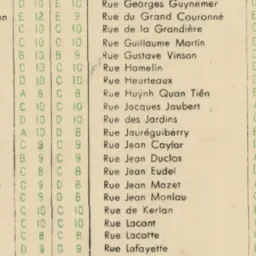 D 10 E 10 Rue Georges Guynemer
en E 12 E 9 Rue du Grand Couronné
C 10 C 10 Rue de la Grandière
C 10 C 10 Rue Guillaume Martin
B 10 B 9 Rue Gustave Vinson
C 10 C 10 Rue Hamelin
D 10 C 10 Rue Heurteaux
A 8 C 8 Rue Huỳnh Quan Tiên
C 10 C 10 Rue Jacques Jaubert
D 10 D 10 Rue des Jardins
A 10 D 8 Rue Jauréguiberry
C 9 C 9 Rue Jean Caylar
B 9 C 9 Rue Jean Duclos
C 8 C 8 Rue Jean Eudel
C 9 D 8 Rue Jean Mazet
C 9 D 8 Rue Jean Monlau
C 10 C 10 Rue de Kerlan
C 10 C 10 Rue Lacant
C 8 C 8 Rue Lacotte
D 9 D 9 Rue Lafayette